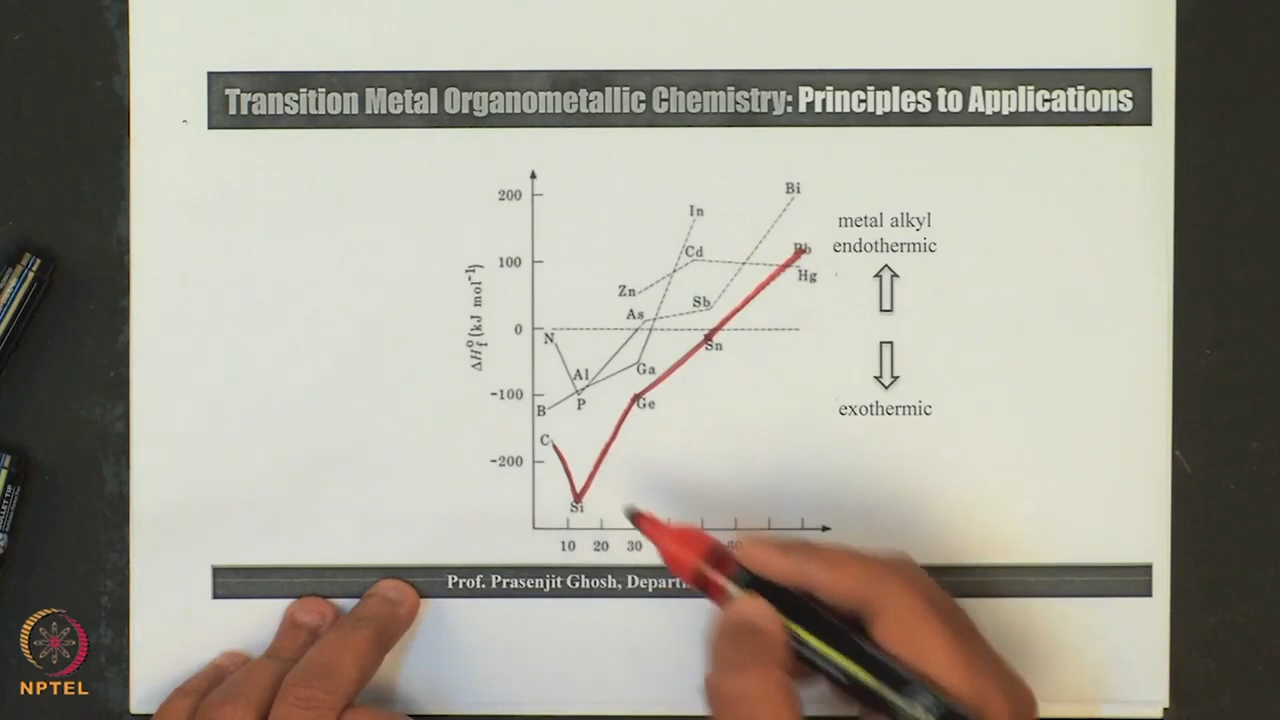 Transition Metal Organometallic Chemistry: Principles to Applications
200
100
0
-100
-200
ΔH°f (kJ mol⁻¹)
Bi
In
Cd
Pb
Zn
Hg
As
Sb
N
Sn
Al
Ga
B
P
Ge
C
Si
metal alkyl
endothermic
exothermic
10 20 30
Prof. Prasenjit Ghosh,
NPTEL